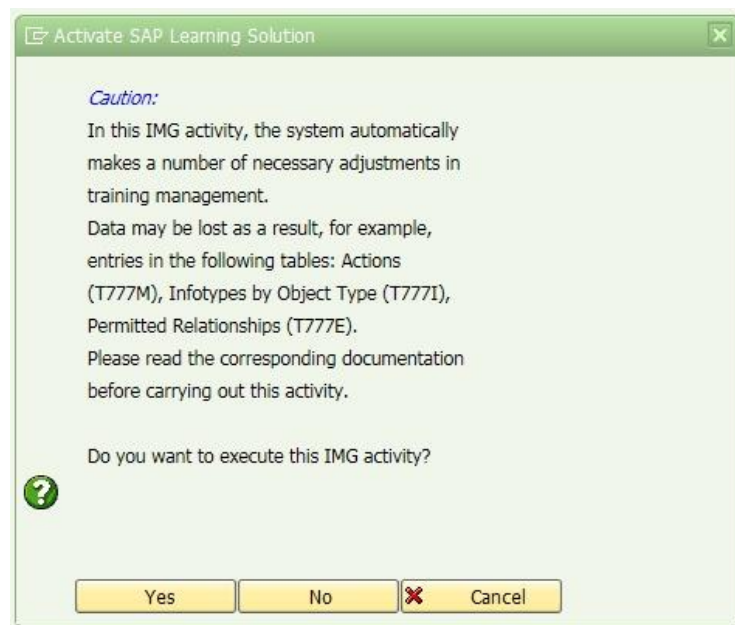 Activate SAP Learning Solution
Caution:
In this IMG activity, the system automatically
makes a number of necessary adjustments in
training management.
Data may be lost as a result, for example,
entries in the following tables: Actions
(T777M), Infotypes by Object Type (T777I),
Permitted Relationships (T777E).
Please read the corresponding documentation
before carrying out this activity.
Do you want to execute this IMG activity?
Yes No Cancel